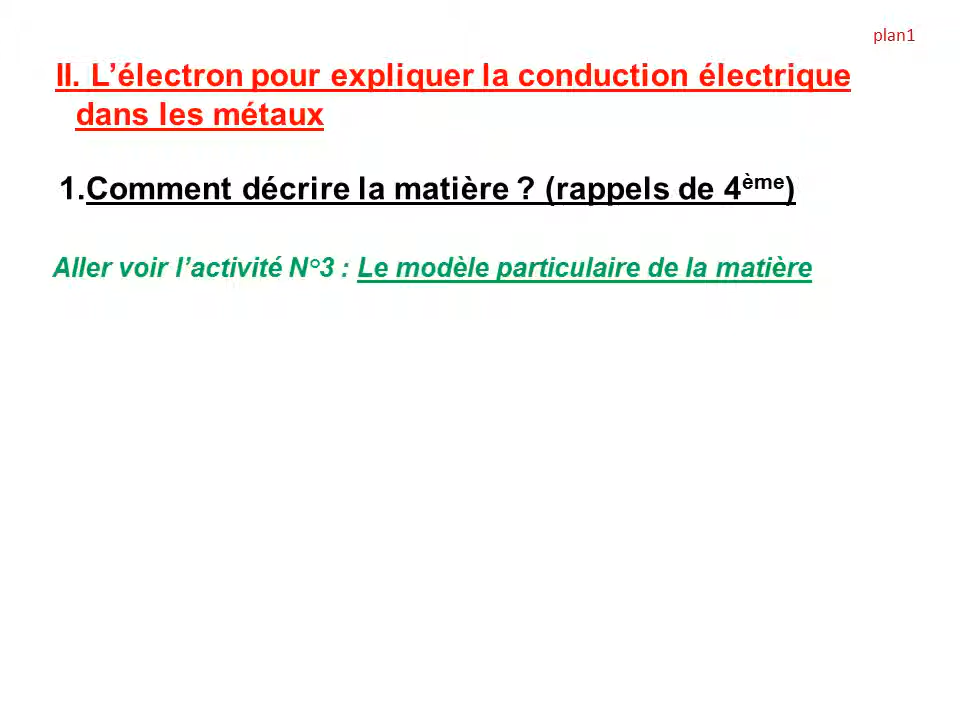 plan1
II. L’électron pour expliquer la conduction électrique
dans les métaux
1.Comment décrire la matière ? (rappels de 4ème)
Aller voir l’activité N°3 : Le modèle particulaire de la matière